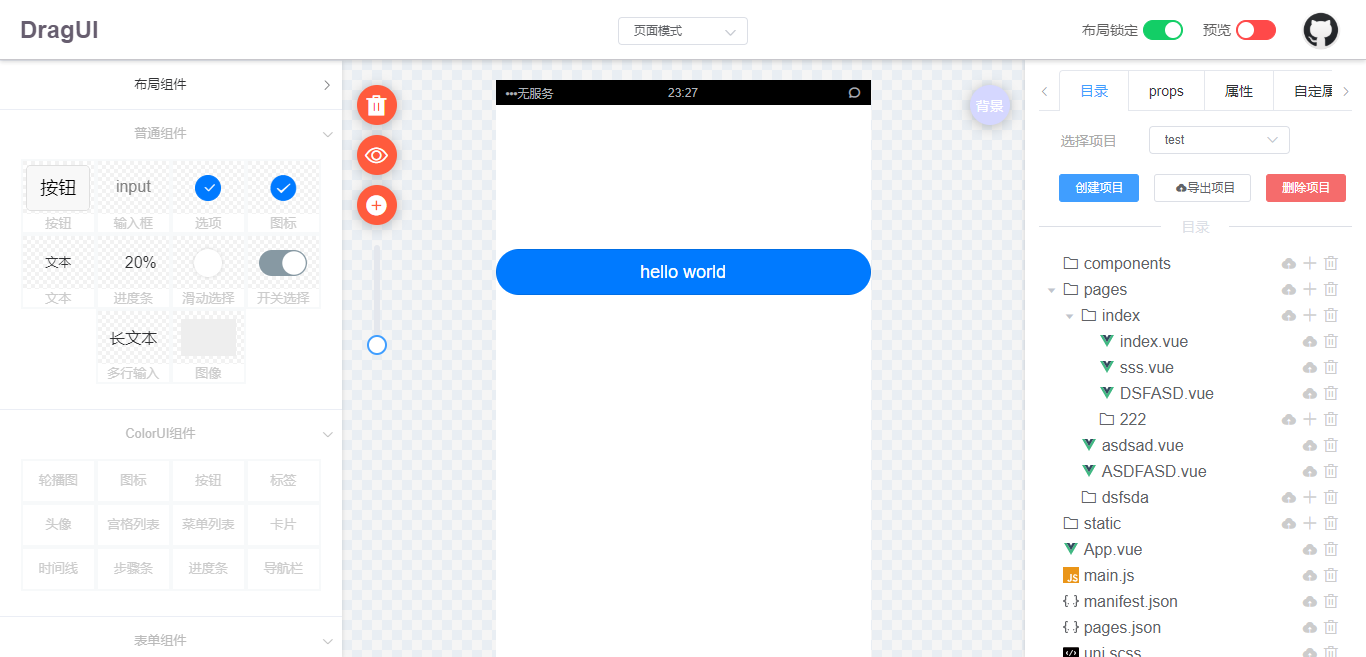 DragUI
页面模式
布局锁定
预览
布局组件
普通组件
按钮 input
按钮 输入框 选项 图标
文本 20%
文本 进度条 滑动选择 开关选择
长文本
多行输入 图像
ColorUI组件
轮播图 图标 按钮 标签
头像 宫格列表 菜单列表 卡片
时间线 步骤条 进度条 导航栏
表单组件
•••无服务 23:27
背景
hello world
目录 props 属性 自定属
选择项目 test
创建项目 导出项目 删除项目
目录
components
pages
index
index.vue
sss.vue
DSFASD.vue
222
asdsad.vue
ASDFASD.vue
dsfsda
static
App.vue
JS main.js
{ } manifest.json
{ } pages.json
</> uni.scss